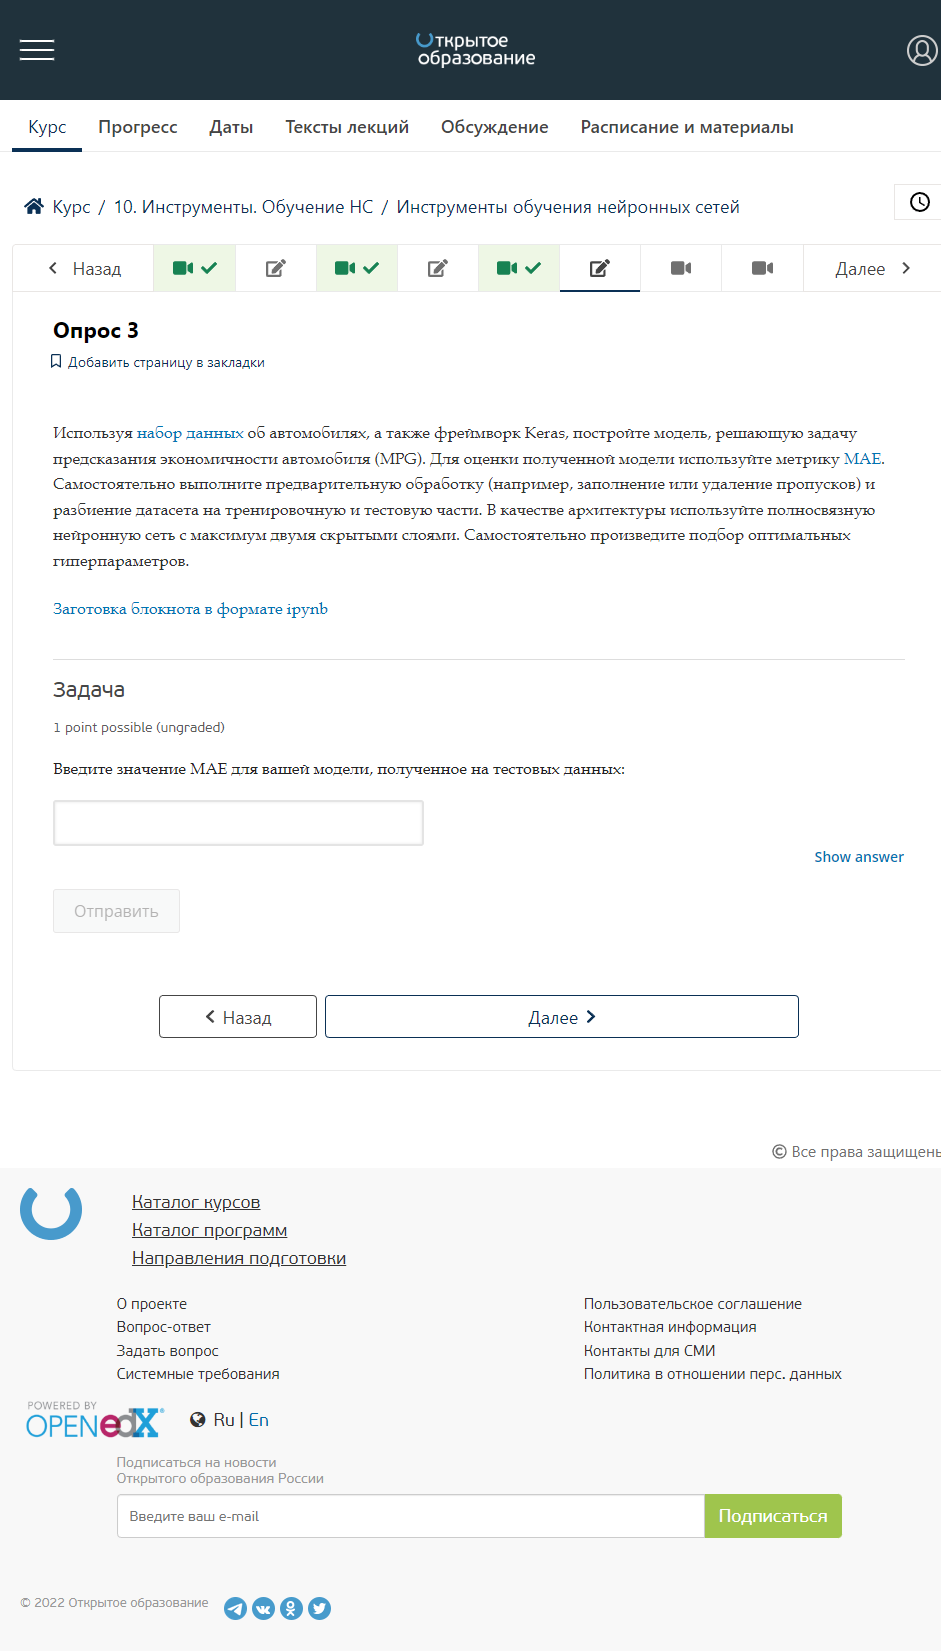 Открытое
образование
Курс Прогресс Даты Тексты лекций Обсуждение Расписание и материалы
Курс / 10. Инструменты. Обучение НС / Инструменты обучения нейронных сетей
Назад Далее
Опрос 3
Добавить страницу в закладки
Используя набор данных об автомобилях, а также фреймворк Keras, постройте модель, решающую задачу
предсказания экономичности автомобиля (MPG). Для оценки полученной модели используйте метрику MAE.
Самостоятельно выполните предварительную обработку (например, заполнение или удаление пропусков) и
разбиение датасета на тренировочную и тестовую части. В качестве архитектуры используйте полносвязную
нейронную сеть с максимум двумя скрытыми слоями. Самостоятельно произведите подбор оптимальных
гиперпараметров.
Заготовка блокнота в формате ipynb
Задача
1 point possible (ungraded)
Введите значение MAE для вашей модели, полученное на тестовых данных:
Show answer
Отправить
Назад Далее
© Все права защищены
Каталог курсов
Каталог программ
Направления подготовки
О проекте
Вопрос-ответ
Задать вопрос
Системные требования
Пользовательское соглашение
Контактная информация
Контакты для СМИ
Политика в отношении перс. данных
POWERED BY
OPEN edX
Ru | En
Подписаться на новости
Открытого образования России
Введите ваш e-mail Подписаться
© 2022 Открытое образование